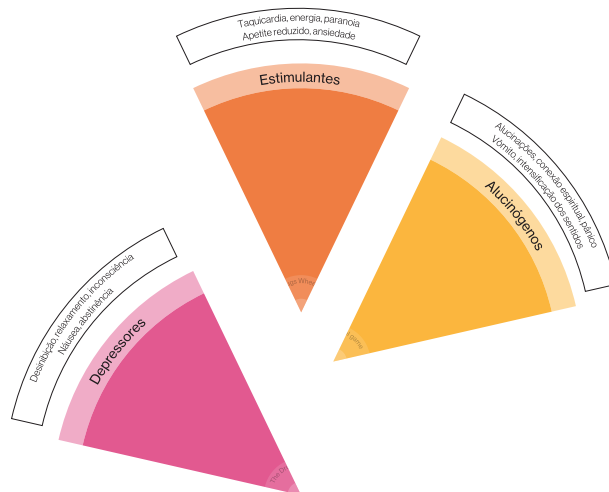 Taquicardia, energia, paranoia
Apetite reduzido, ansiedade
Estimulantes
Alucinações, conexão espiritual, pânico
Vômito, intensificação dos sentidos
Alucinógenos
Desinibição, relaxamento, inconsciência
Náusea, abstinência
Depressores
game